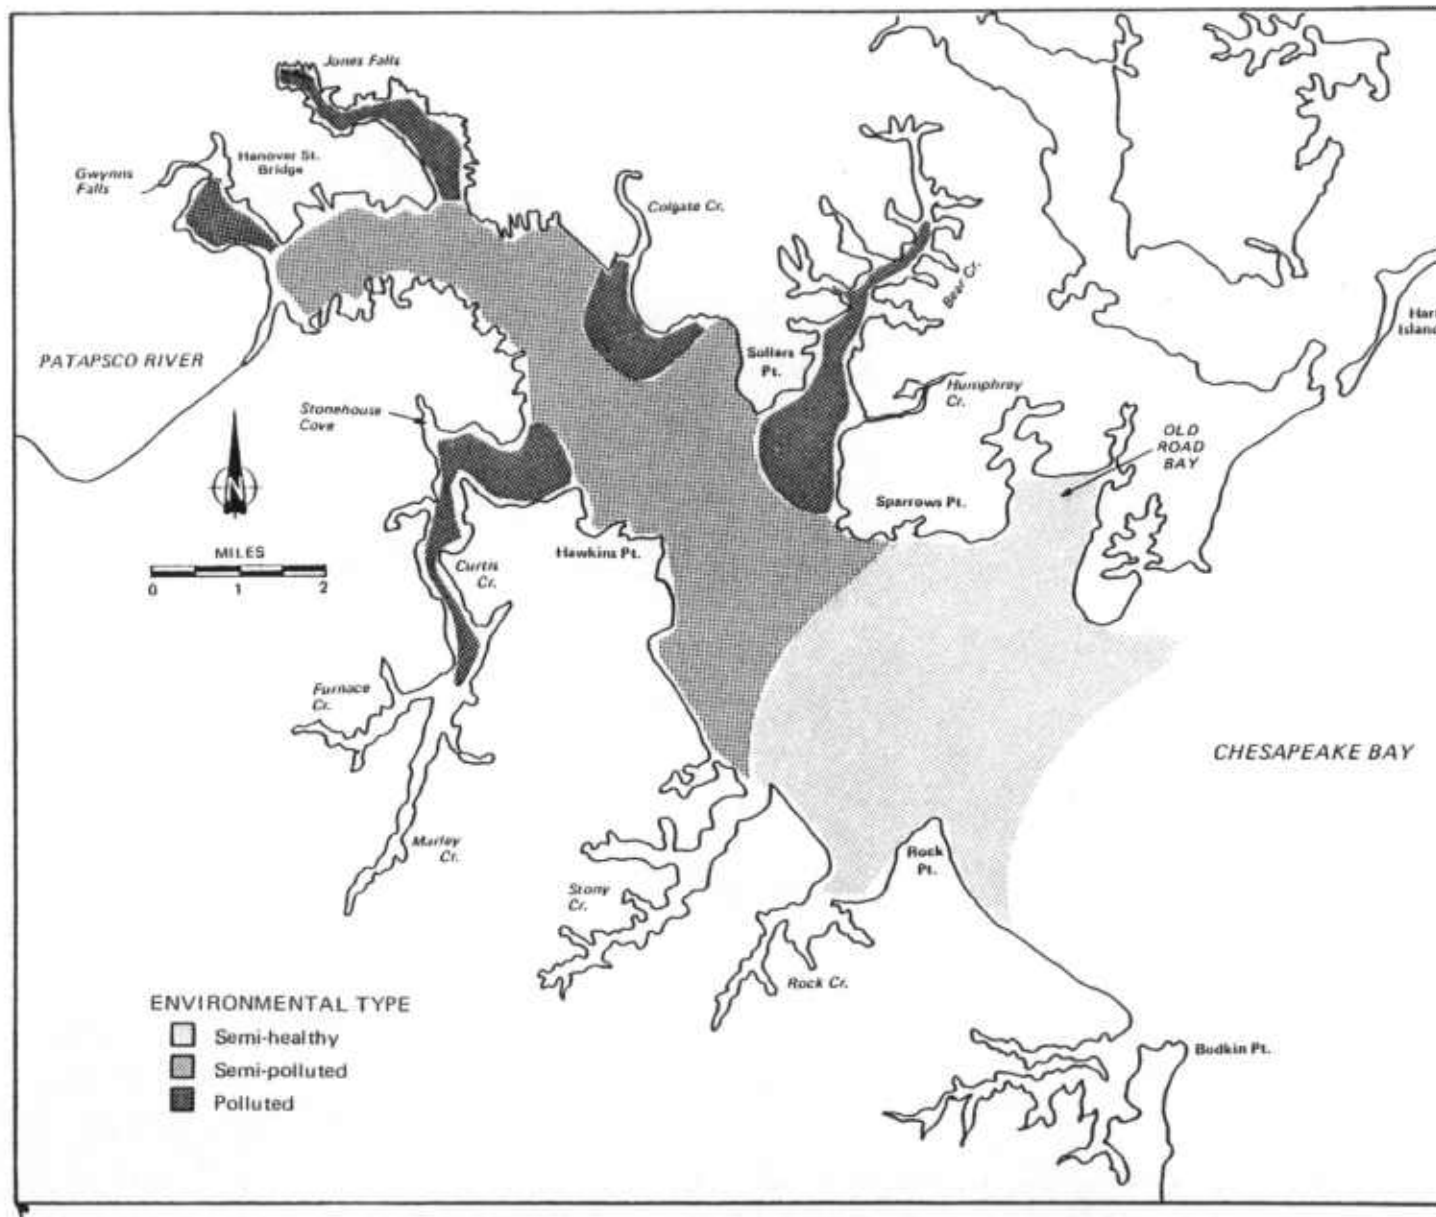 Jones Falls
Hanover St.
Bridge
Gwynns
Falls
Colgate Cr.
Bear Cr.
Hart
Island
PATAPSCO RIVER
Sollers
Pt.
Humphrey
Cr.
Stonehouse
Cove
OLD
ROAD
BAY
N
Sparrows Pt.
MILES
0 1 2
Hawkins Pt.
Curtis
Cr.
Furnace
Cr.
CHESAPEAKE BAY
Marley
Cr.
Rock
Pt.
Stony
Cr.
Rock Cr.
ENVIRONMENTAL TYPE
Semi-healthy
Semi-polluted
Polluted
Bodkin Pt.